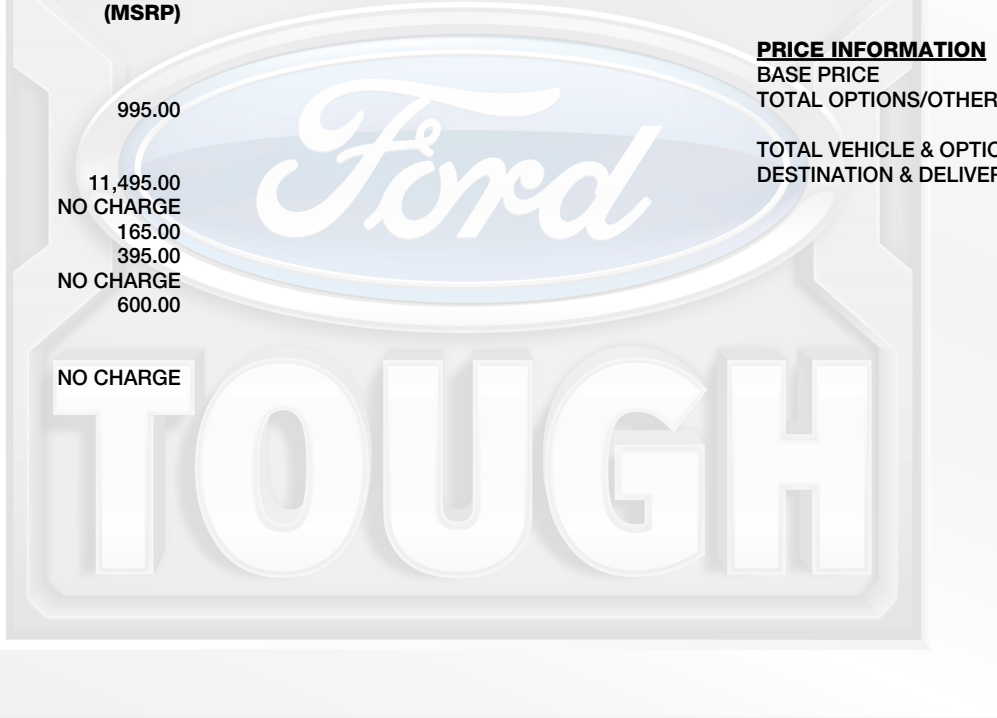 (MSRP)
995.00
11,495.00
NO CHARGE
165.00
395.00
NO CHARGE
600.00
NO CHARGE
PRICE INFORMATION
BASE PRICE
TOTAL OPTIONS/OTHER
TOTAL VEHICLE & OPTIO
DESTINATION & DELIVER
Ford
TOUGH